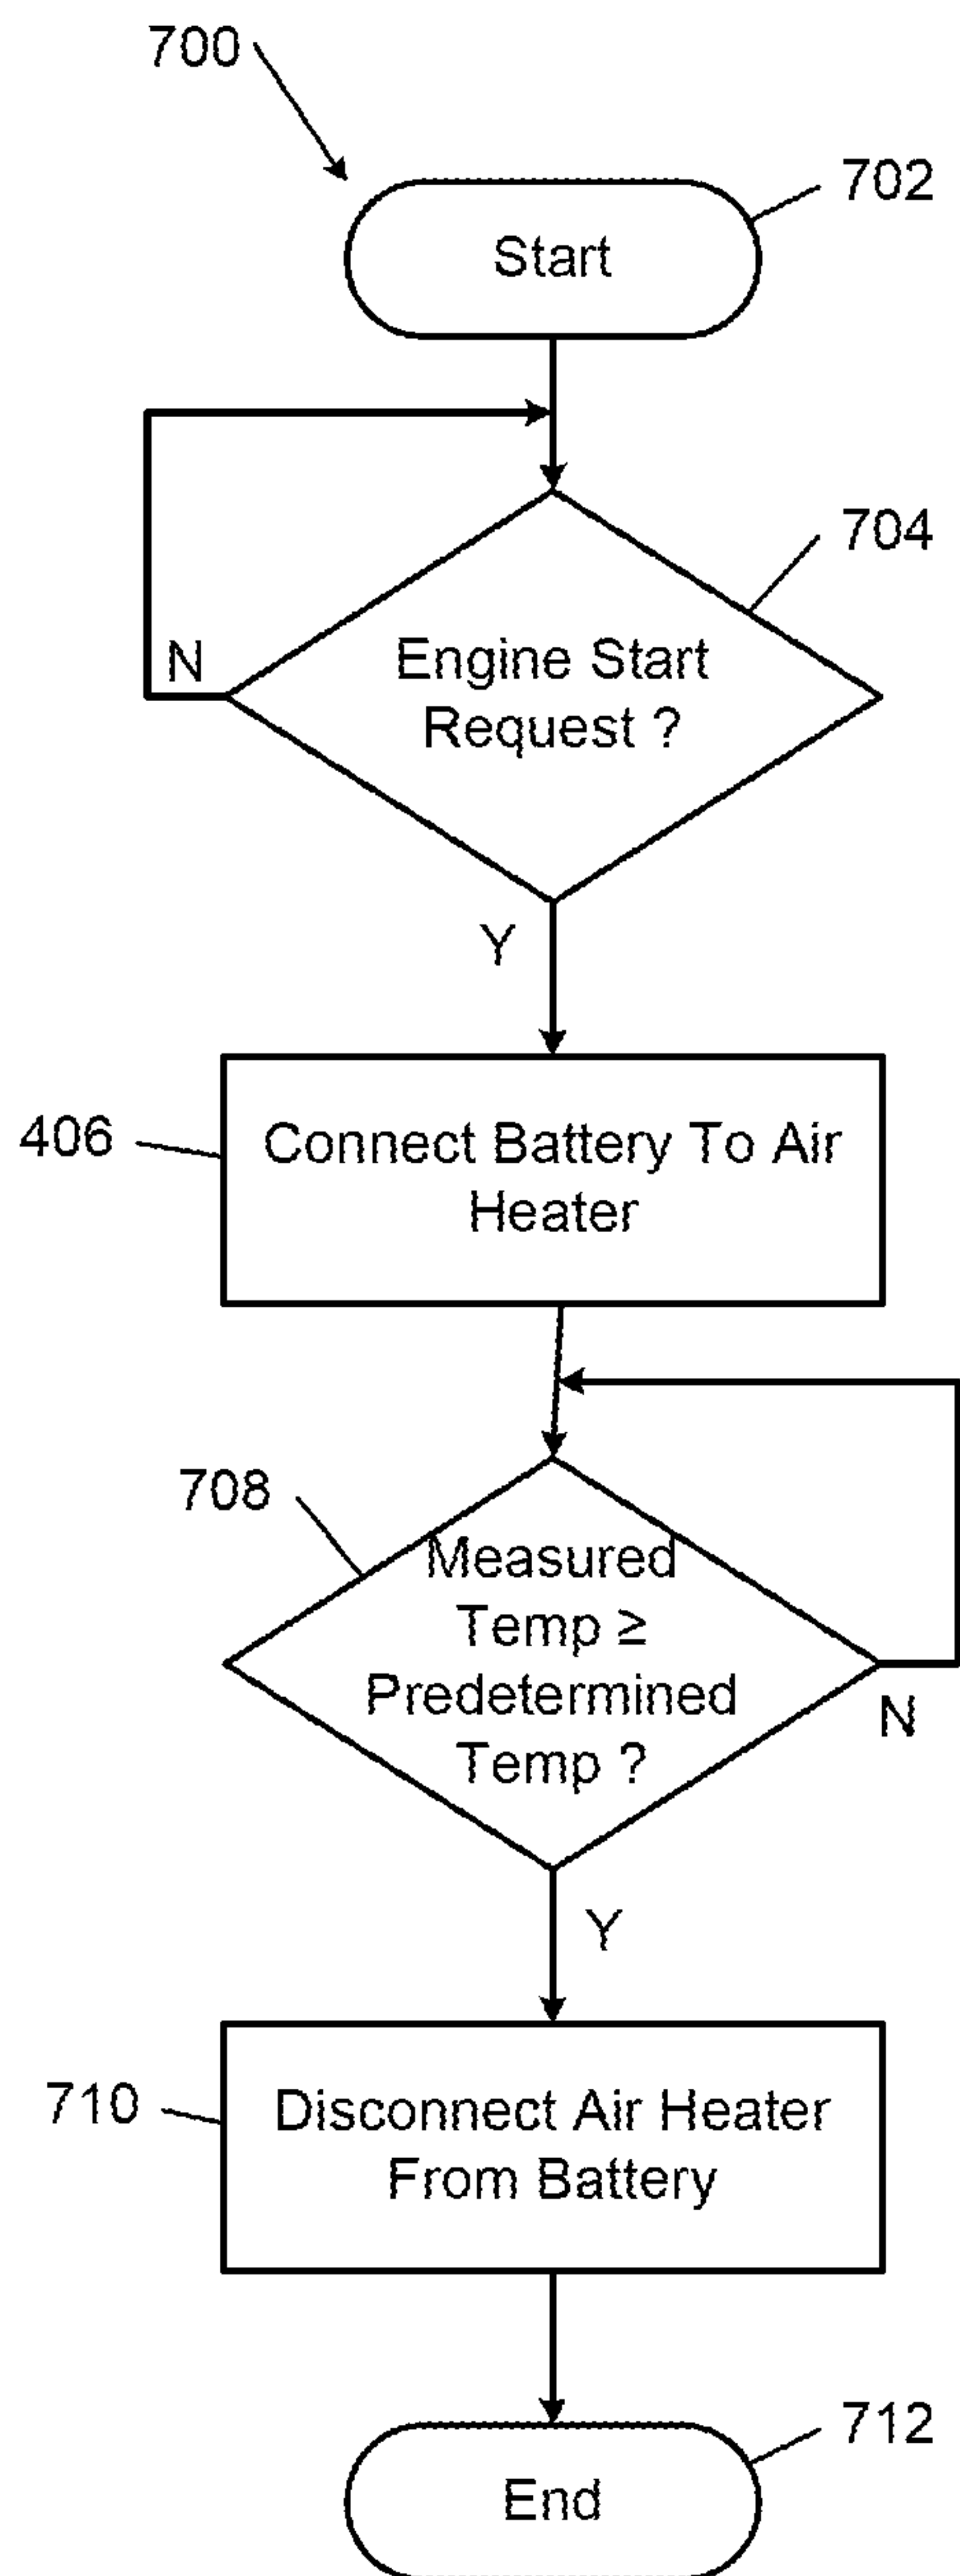 700
702
Start
704
N
Engine Start
Request ?
Y
406
Connect Battery To Air
Heater
708
Measured
Temp ≥
Predetermined
Temp ?
N
Y
710
Disconnect Air Heater
From Battery
712
End